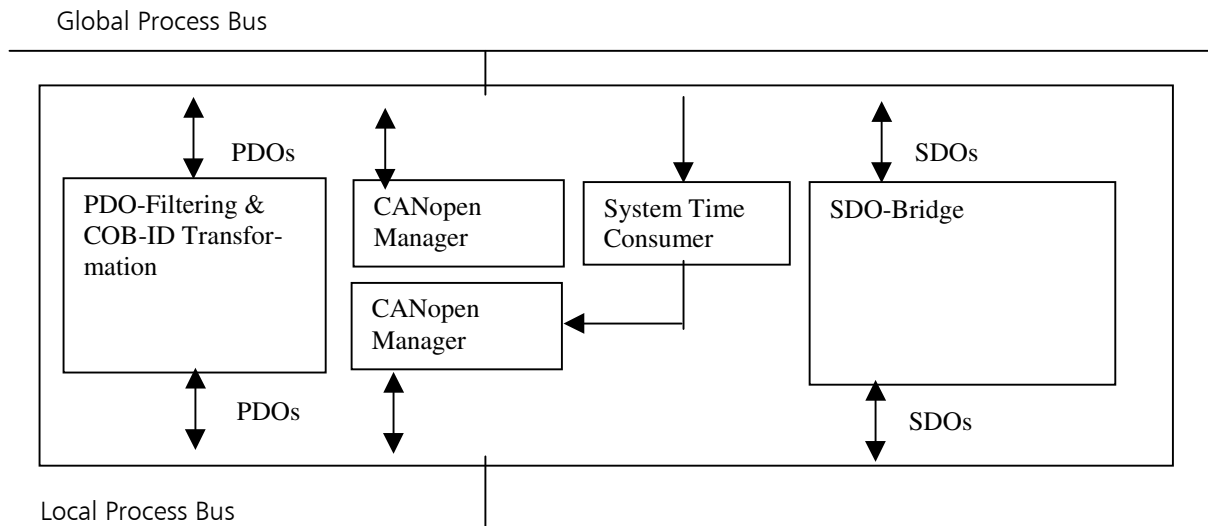 Global Process Bus
PDOs
SDOs
PDO-Filtering &
COB-ID Transfor-
mation
CANopen
Manager
System Time
Consumer
SDO-Bridge
CANopen
Manager
PDOs
SDOs
Local Process Bus